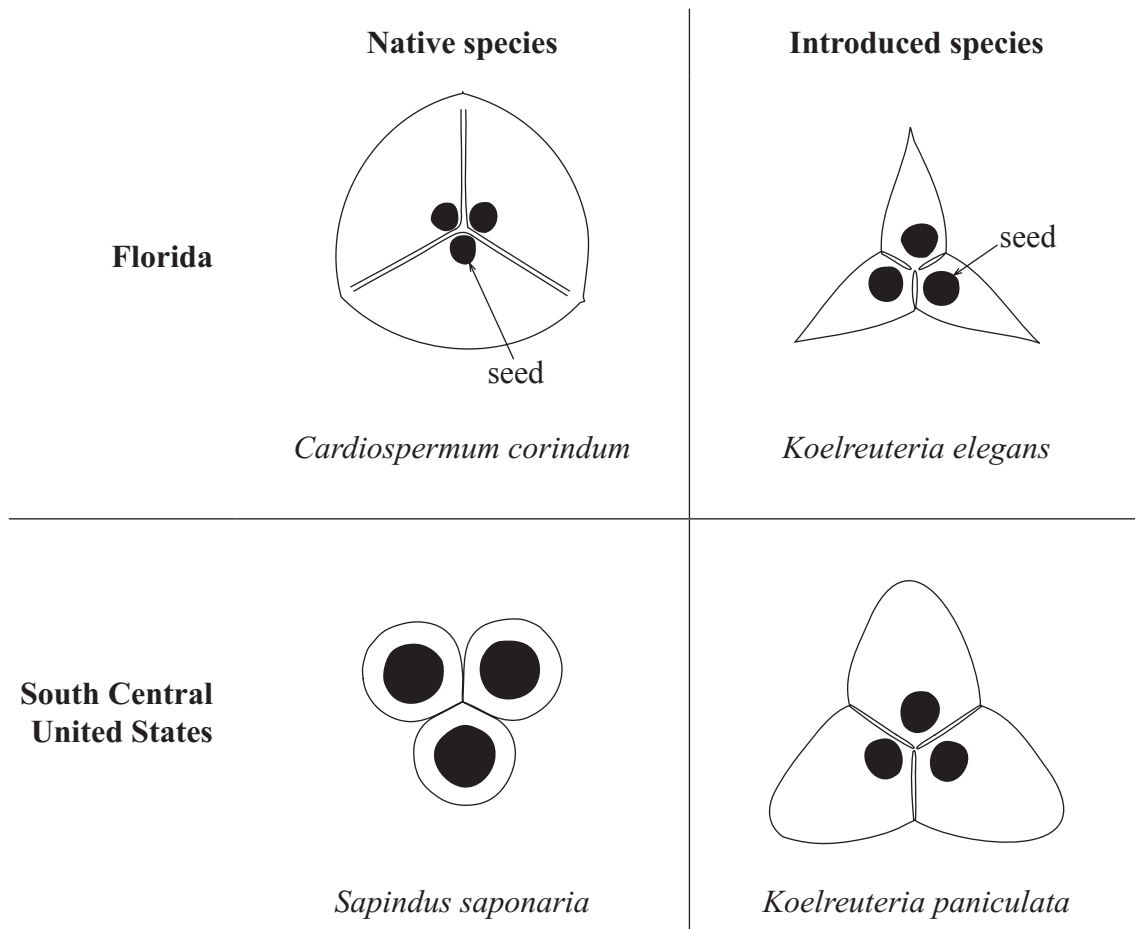 Native species
Introduced species
Florida
seed
seed
Cardiospermum corindum
Koelreuteria elegans
South Central
United States
Sapindus saponaria
Koelreuteria paniculata